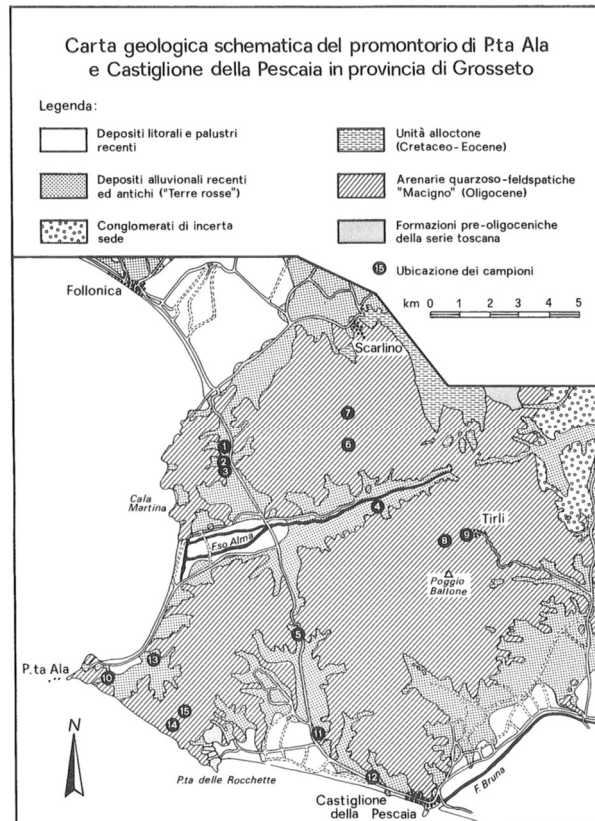 Carta geologica schematica del promontorio di P.ta Ala
e Castiglione della Pescaia in provincia di Grosseto
Legenda:
Depositi litorali e palustri
recenti
Depositi alluvionali recenti
ed antichi ("Terre rosse")
Conglomerati di incerta
sede
Unità alloctone
(Cretaceo-Eocene)
Arenarie quarzoso-feldspatiche
"Macigno" (Oligocene)
Formazioni pre-oligoceniche
della serie toscana
15 Ubicazione dei campioni
km 0 1 2 3 4 5
Follonica
Scarlino
7
1
6
2
3
Cala
Martina
4
F.so Alma
Tirli
8
9
Poggio
Ballone
5
P.ta Ala
13
10
15
14
11
N
P.ta delle Rocchette
12
F. Bruna
Castiglione
della Pescaia